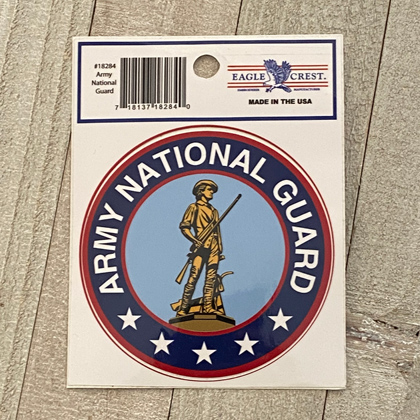 #18284
Army
National
Guard
7 18137 18284 0
EAGLE CREST.
MADE IN THE USA
ARMY NATIONAL GUARD